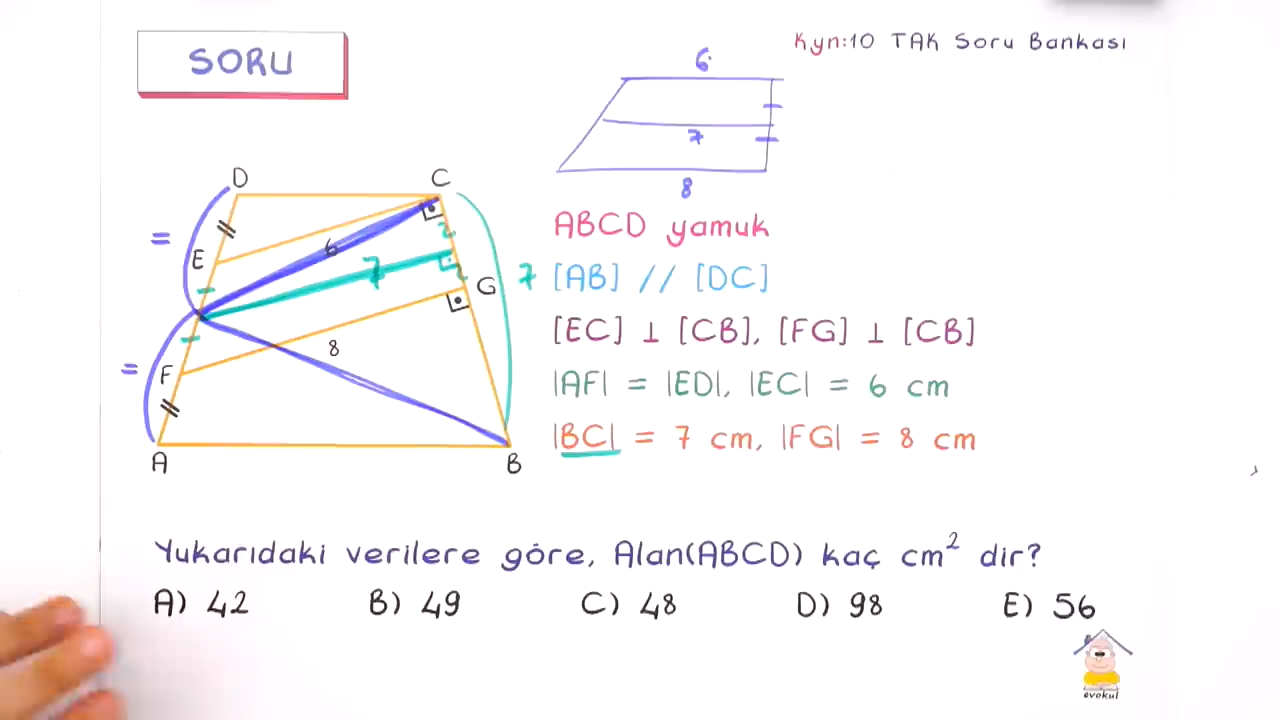 SORU
Kyn:10 TAK Soru Bankası
6
7
8
D
C
E
6
7
G
7
F
8
A
B
ABCD yamuk
[AB] // [DC]
[EC] ⊥ [CB], [FG] ⊥ [CB]
|AF| = |ED|, |EC| = 6 cm
|BC| = 7 cm, |FG| = 8 cm
Yukarıdaki verilere göre, Alan(ABCD) kaç cm² dir?
A) 42 B) 49 C) 48 D) 98 E) 56
evokul